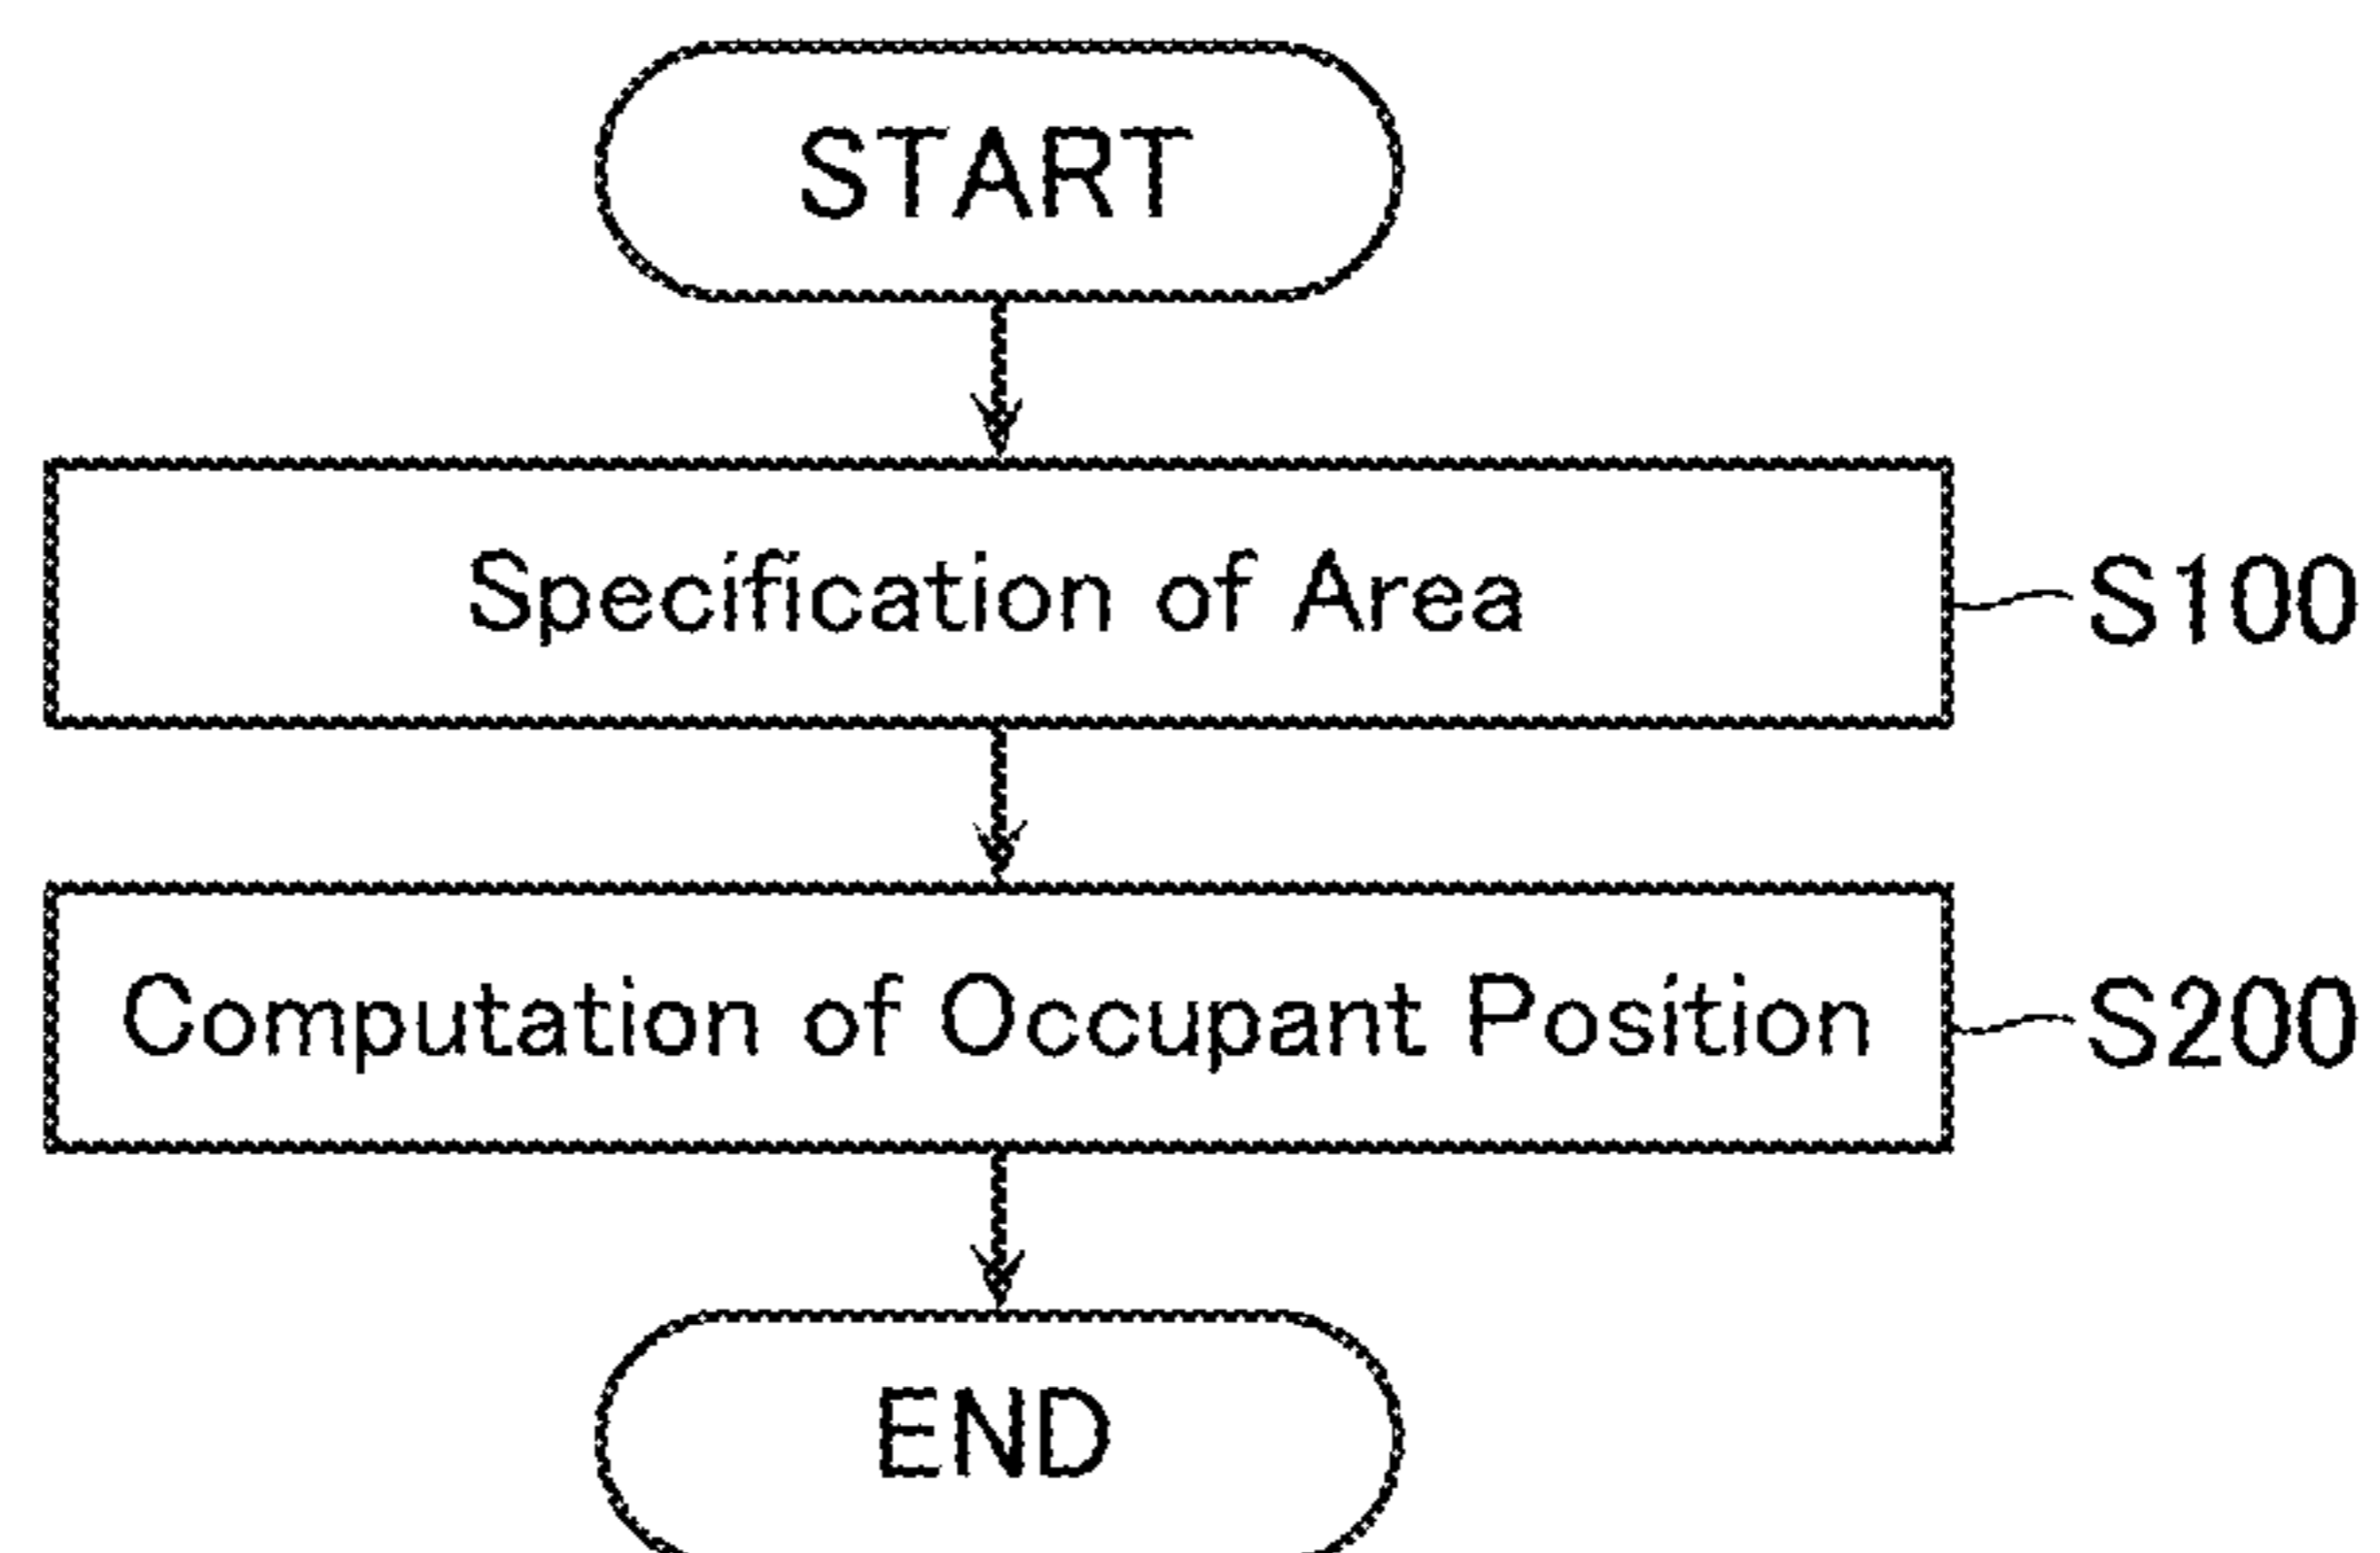 START
Specification of Area
S100
Computation of Occupant Position
S200
END